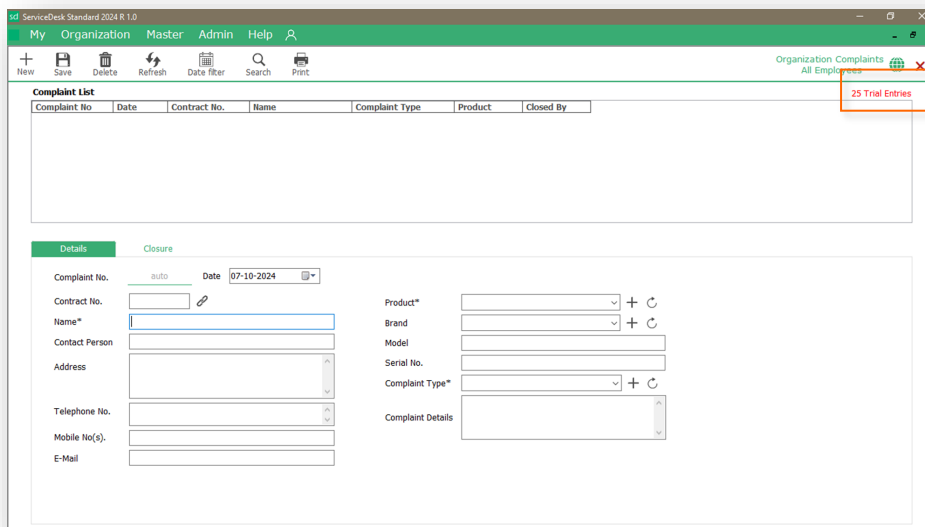 scl ServiceDesk Standard 2024 R 1.0
My Organization Master Admin Help
New Save Delete Refresh Date filter Search Print
Organization Complaints
All Employees
25 Trial Entries
Complaint List
Complaint No Date Contract No. Name Complaint Type Product Closed By
Details Closure
Complaint No. auto Date 07-10-2024
Contract No.
Product*
Name*
Brand
Contact Person
Model
Address
Serial No.
Complaint Type*
Telephone No.
Complaint Details
Mobile No(s).
E-Mail